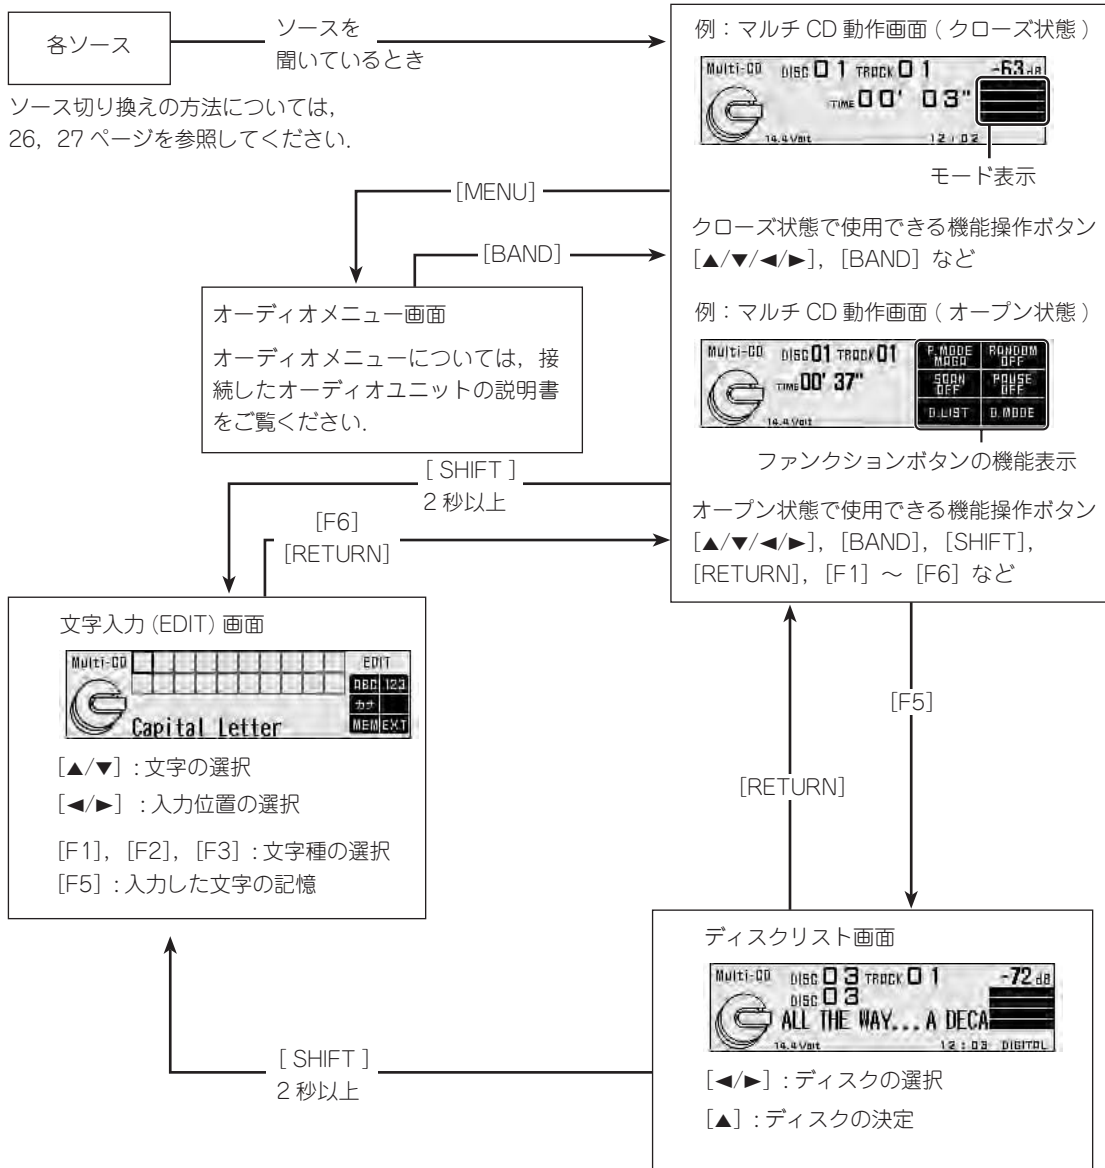 各ソース
ソースを
聞いているとき
ソース切り換えの方法については,
26, 27 ページを参照してください.
例：マルチ CD 動作画面 ( クローズ状態 )
Multi-CD DISC 01 TRACK 01 -63 dB
TIME 00' 03"
14.4 Volt 12:02
モード表示
[MENU]
[BAND]
クローズ状態で使用できる機能操作ボタン
[▲/▼/◄/►], [BAND] など
オーディオメニュー画面
オーディオメニューについては, 接
続したオーディオユニットの説明書
をご覧ください.
例：マルチ CD 動作画面 ( オープン状態 )
Multi-CD DISC 01 TRACK 01
TIME 00' 37"
14.4 Volt
P.MODE MAGA RANDOM OFF
SCAN OFF PAUSE OFF
D.LIST D.MODE
ファンクションボタンの機能表示
[ SHIFT ]
2 秒以上
[F6]
[RETURN]
オープン状態で使用できる機能操作ボタン
[▲/▼/◄/►], [BAND], [SHIFT],
[RETURN], [F1] ～ [F6] など
文字入力 (EDIT) 画面
Multi-CD EDIT
ABC 123
カナ
MEM EXT
Capital Letter
[▲/▼] : 文字の選択
[◄/►] : 入力位置の選択
[F1], [F2], [F3] : 文字種の選択
[F5] : 入力した文字の記憶
[F5]
[RETURN]
ディスクリスト画面
Multi-CD DISC 03 TRACK 01 -72 dB
DISC 03
ALL THE WAY... A DECA
14.4 Volt 12:03 DIGITAL
[◄/►] : ディスクの選択
[▲] : ディスクの決定
[ SHIFT ]
2 秒以上